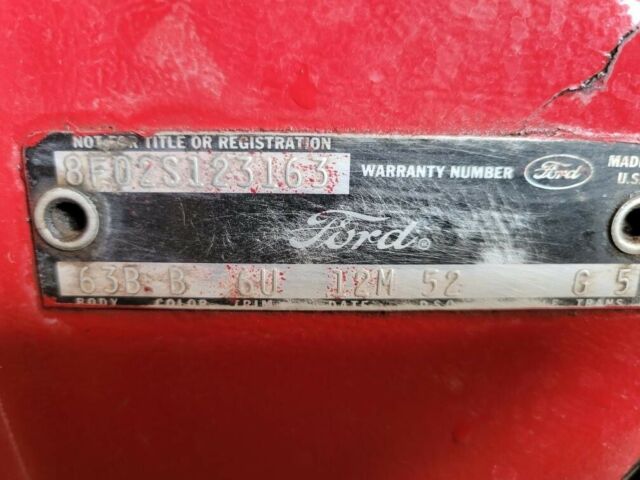 NOT FOR TITLE OR REGISTRATION
8F02S123163 WARRANTY NUMBER Ford MADE
U.S
Ford
63B B 6U 12M 52 G 5
BODY COLOR TRIM DATE DSO TRANS